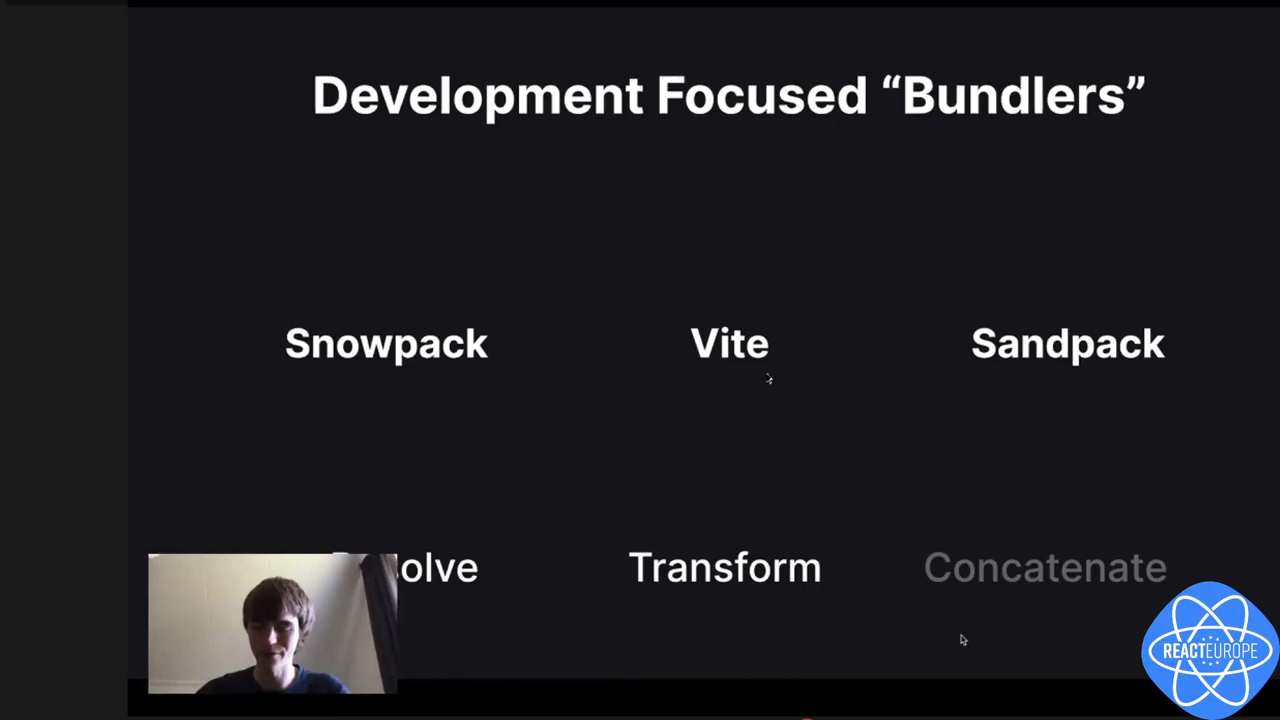 Development Focused “Bundlers”
Snowpack Vite Sandpack
olve Transform Concatenate
REACTEUROPE